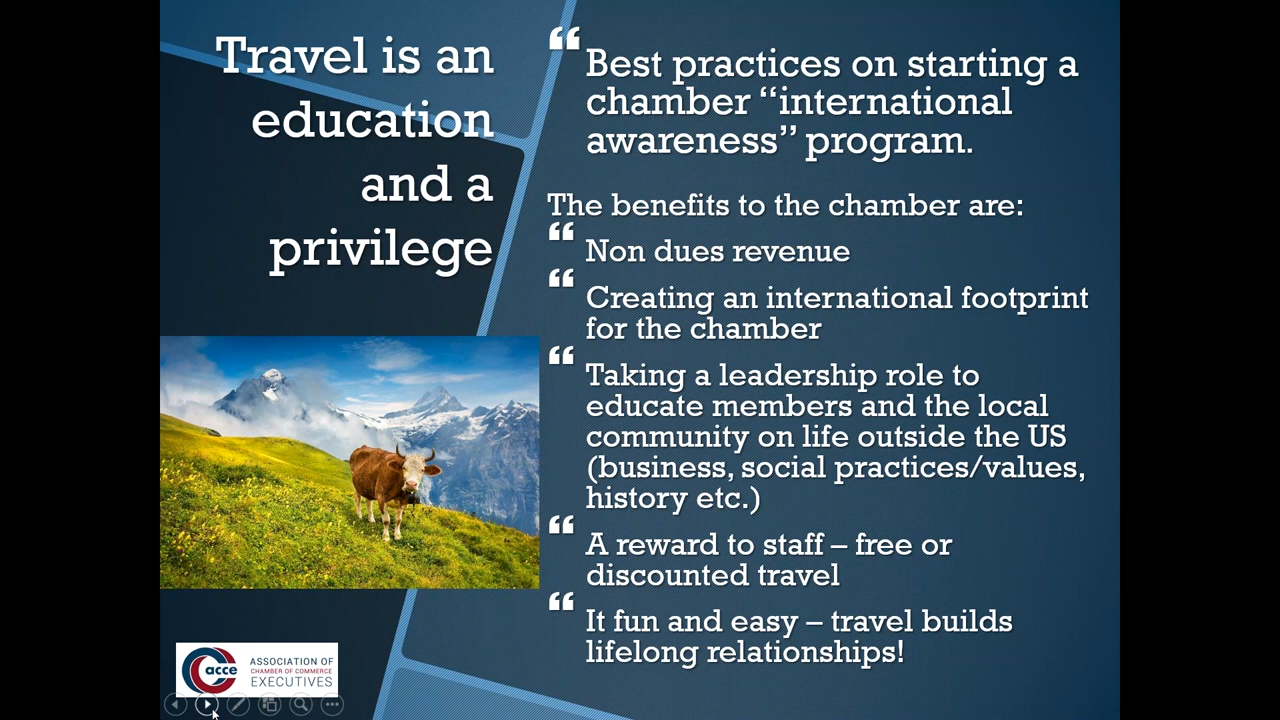 Travel is an
education
and a
privilege
Best practices on starting a
chamber “international
awareness” program.
The benefits to the chamber are:
Non dues revenue
Creating an international footprint
for the chamber
Taking a leadership role to
educate members and the local
community on life outside the US
(business, social practices/values,
history etc.)
A reward to staff – free or
discounted travel
It fun and easy – travel builds
lifelong relationships!
acce
ASSOCIATION OF
CHAMBER OF COMMERCE
EXECUTIVES